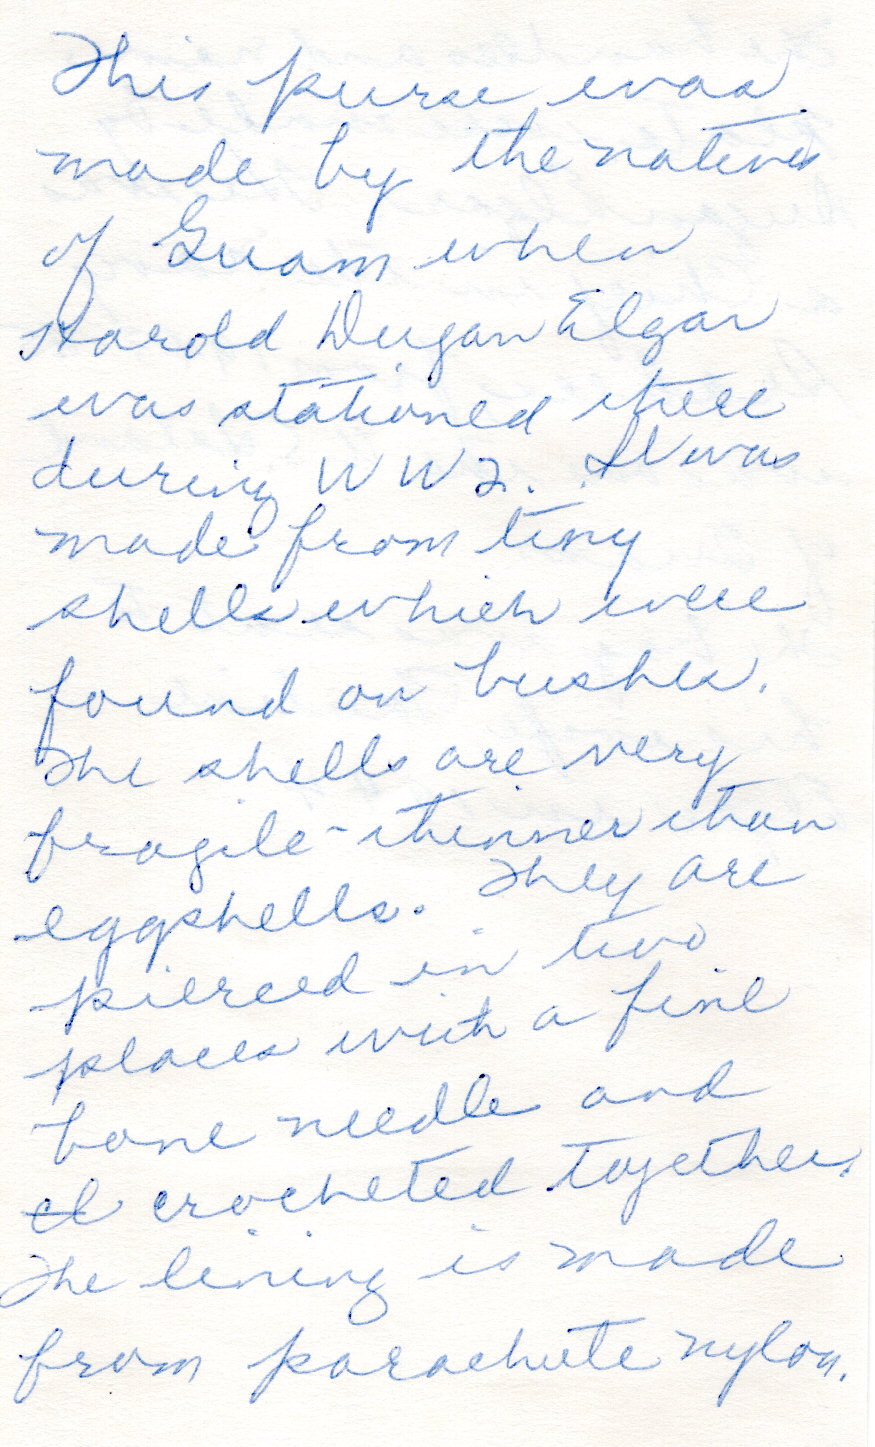 This purse was
made by the natives
of Guam when
Harold Dugan Elgar
was stationed there
during WW2. It was
made from tiny
shells which were
found on bushes.
The shells are very
fragile - thinner than
eggshells. They are
pierced in two
places with a fine
bone needle and
crocheted together.
The lining is made
from parachute nylon.